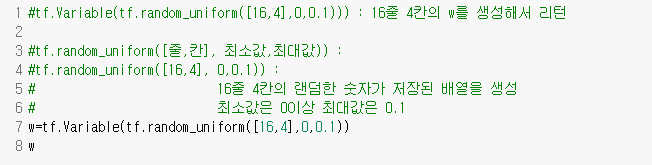 1 #tf.Variable(tf.random_uniform([16,4],0,0.1))) : 16줄 4칸의 w를 생성해서 리턴
2
3 #tf.random_uniform([줄,칸], 최소값,최대값)) :
4 #tf.random_uniform([16,4], 0,0.1)) :
5 # 16줄 4칸의 랜덤한 숫자가 저장된 배열을 생성
6 # 최소값은 0이상 최대값은 0.1
7 w=tf.Variable(tf.random_uniform([16,4],0,0.1))
8 w